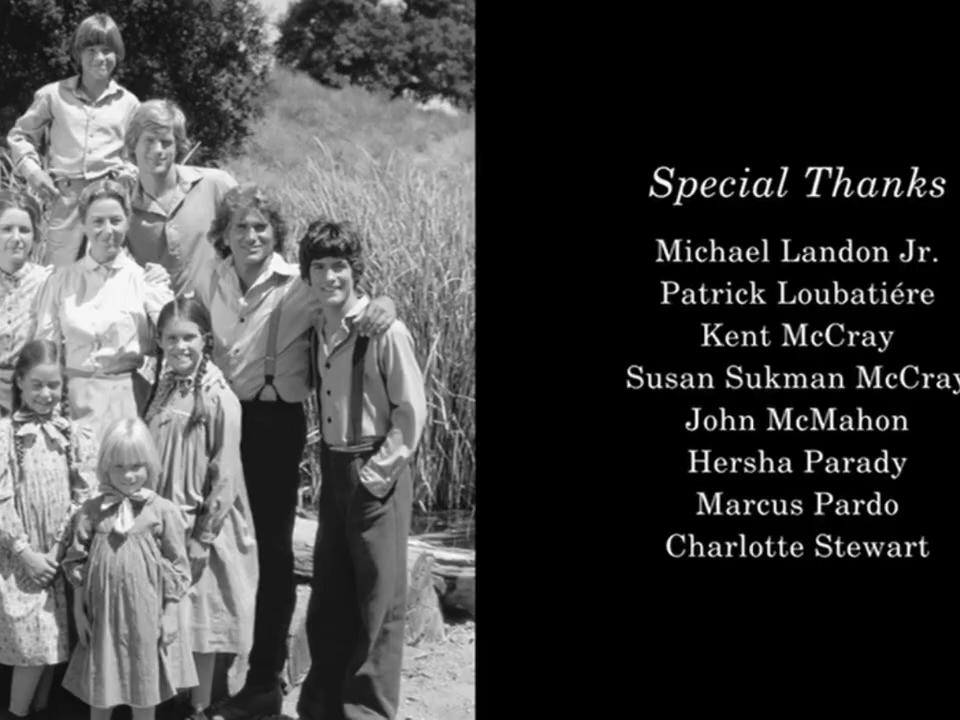 Special Thanks
Michael Landon Jr.
Patrick Loubatiére
Kent McCray
Susan Sukman McCray
John McMahon
Hersha Parady
Marcus Pardo
Charlotte Stewart